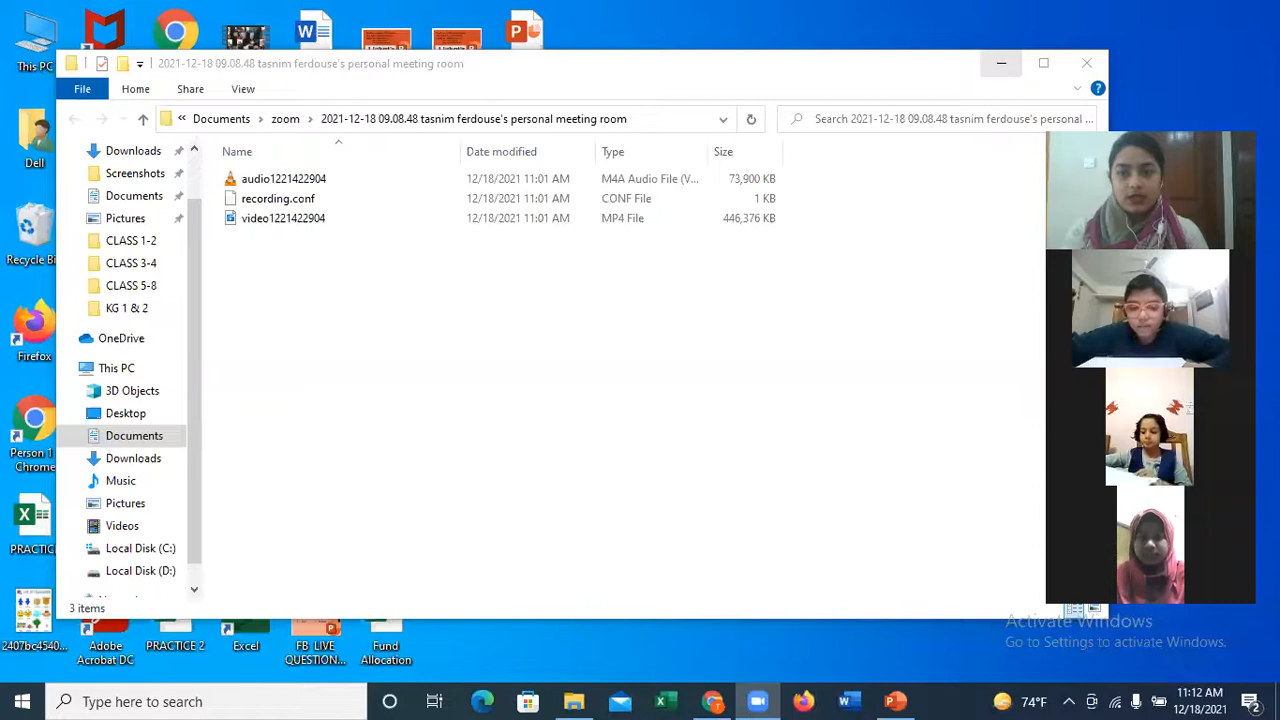 2021-12-18 09.08.48 tasnim ferdouse's personal meeting room
File
Home
Share
View
« Documents > zoom > 2021-12-18 09.08.48 tasnim ferdouse's personal meeting room
Search 2021-12-18 09.08.48 tasnim ferdouse's personal ...
Name
Date modified
Type
Size
audio1221422904 12/18/2021 11:01 AM M4A Audio File (V... 73,900 KB
recording.conf 12/18/2021 11:01 AM CONF File 1 KB
video1221422904 12/18/2021 11:01 AM MP4 File 446,376 KB
Downloads
Screenshots
Documents
Pictures
CLASS 1-2
CLASS 3-4
CLASS 5-8
KG 1 & 2
OneDrive
This PC
3D Objects
Desktop
Documents
Downloads
Music
Pictures
Videos
Local Disk (C:)
Local Disk (D:)
3 items
This PC
Dell
Recycle Bi
Firefox
Person 1
Chrome
PRACTICE
2407bc4540...
Adobe
Acrobat DC
PRACTICE 2
Excel
FB LIVE
QUESTION...
Fund
Allocation
Activate Windows
Go to Settings to activate Windows.
Type here to search
74°F
11:12 AM
12/18/2021
2